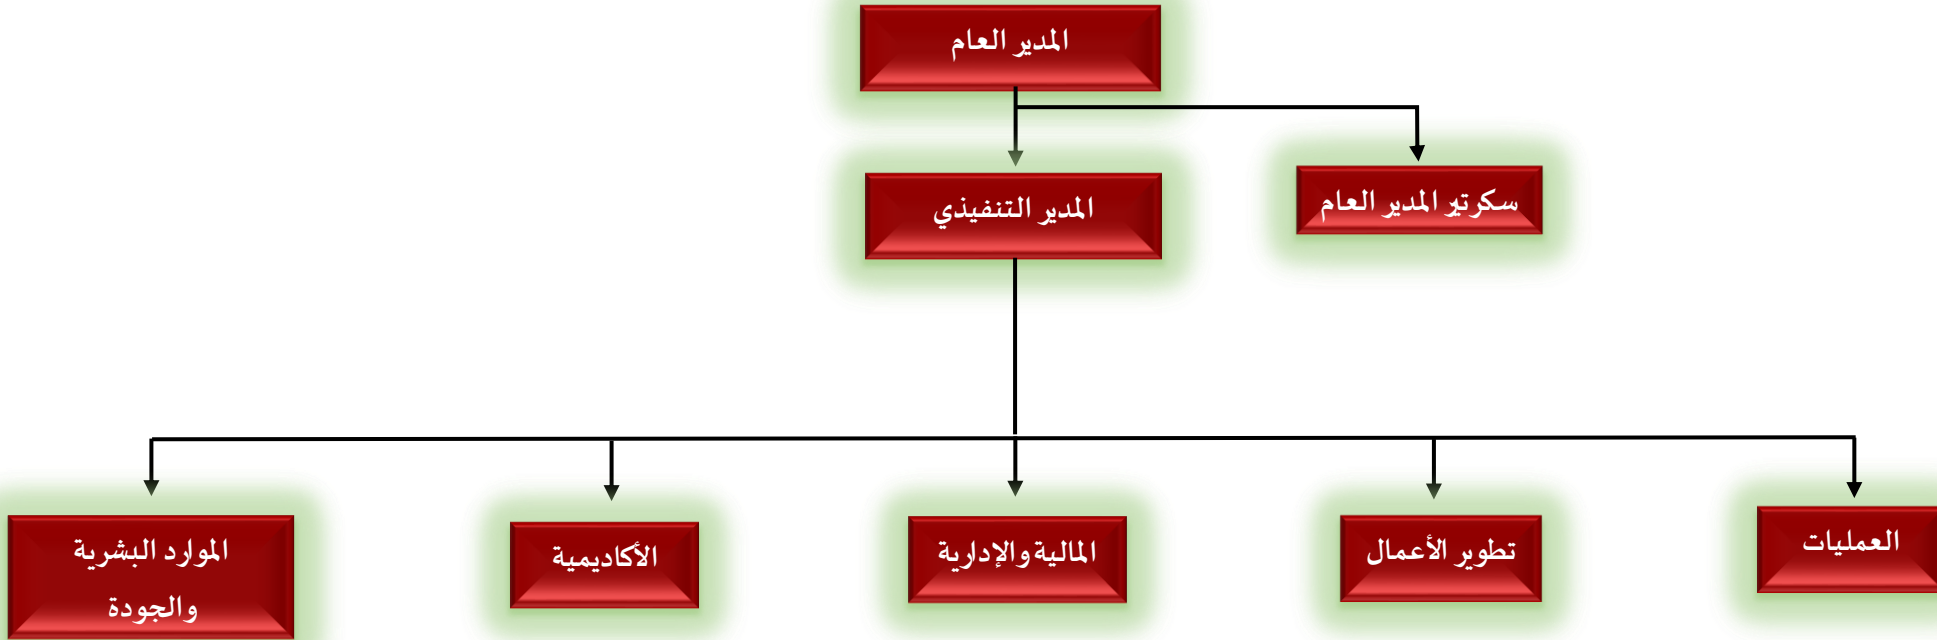 المدير العام
سكرتير المدير العام
المدير التنفيذي
العمليات
تطوير الأعمال
المالية والإدارية
الأكاديمية
الموارد البشرية
والجودة